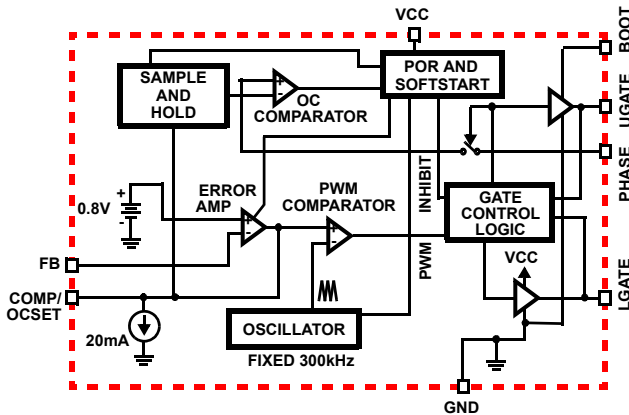 VCC
BOOT
SAMPLE
AND
HOLD
+
-
OC
COMPARATOR
POR AND
SOFTSTART
UGATE
PHASE
+
-
0.8V
ERROR
AMP
+
-
PWM
COMPARATOR
+
-
INHIBIT
PWM
GATE
CONTROL
LOGIC
VCC
LGATE
FB
COMP/
OCSET
20mA
OSCILLATOR
FIXED 300kHz
GND